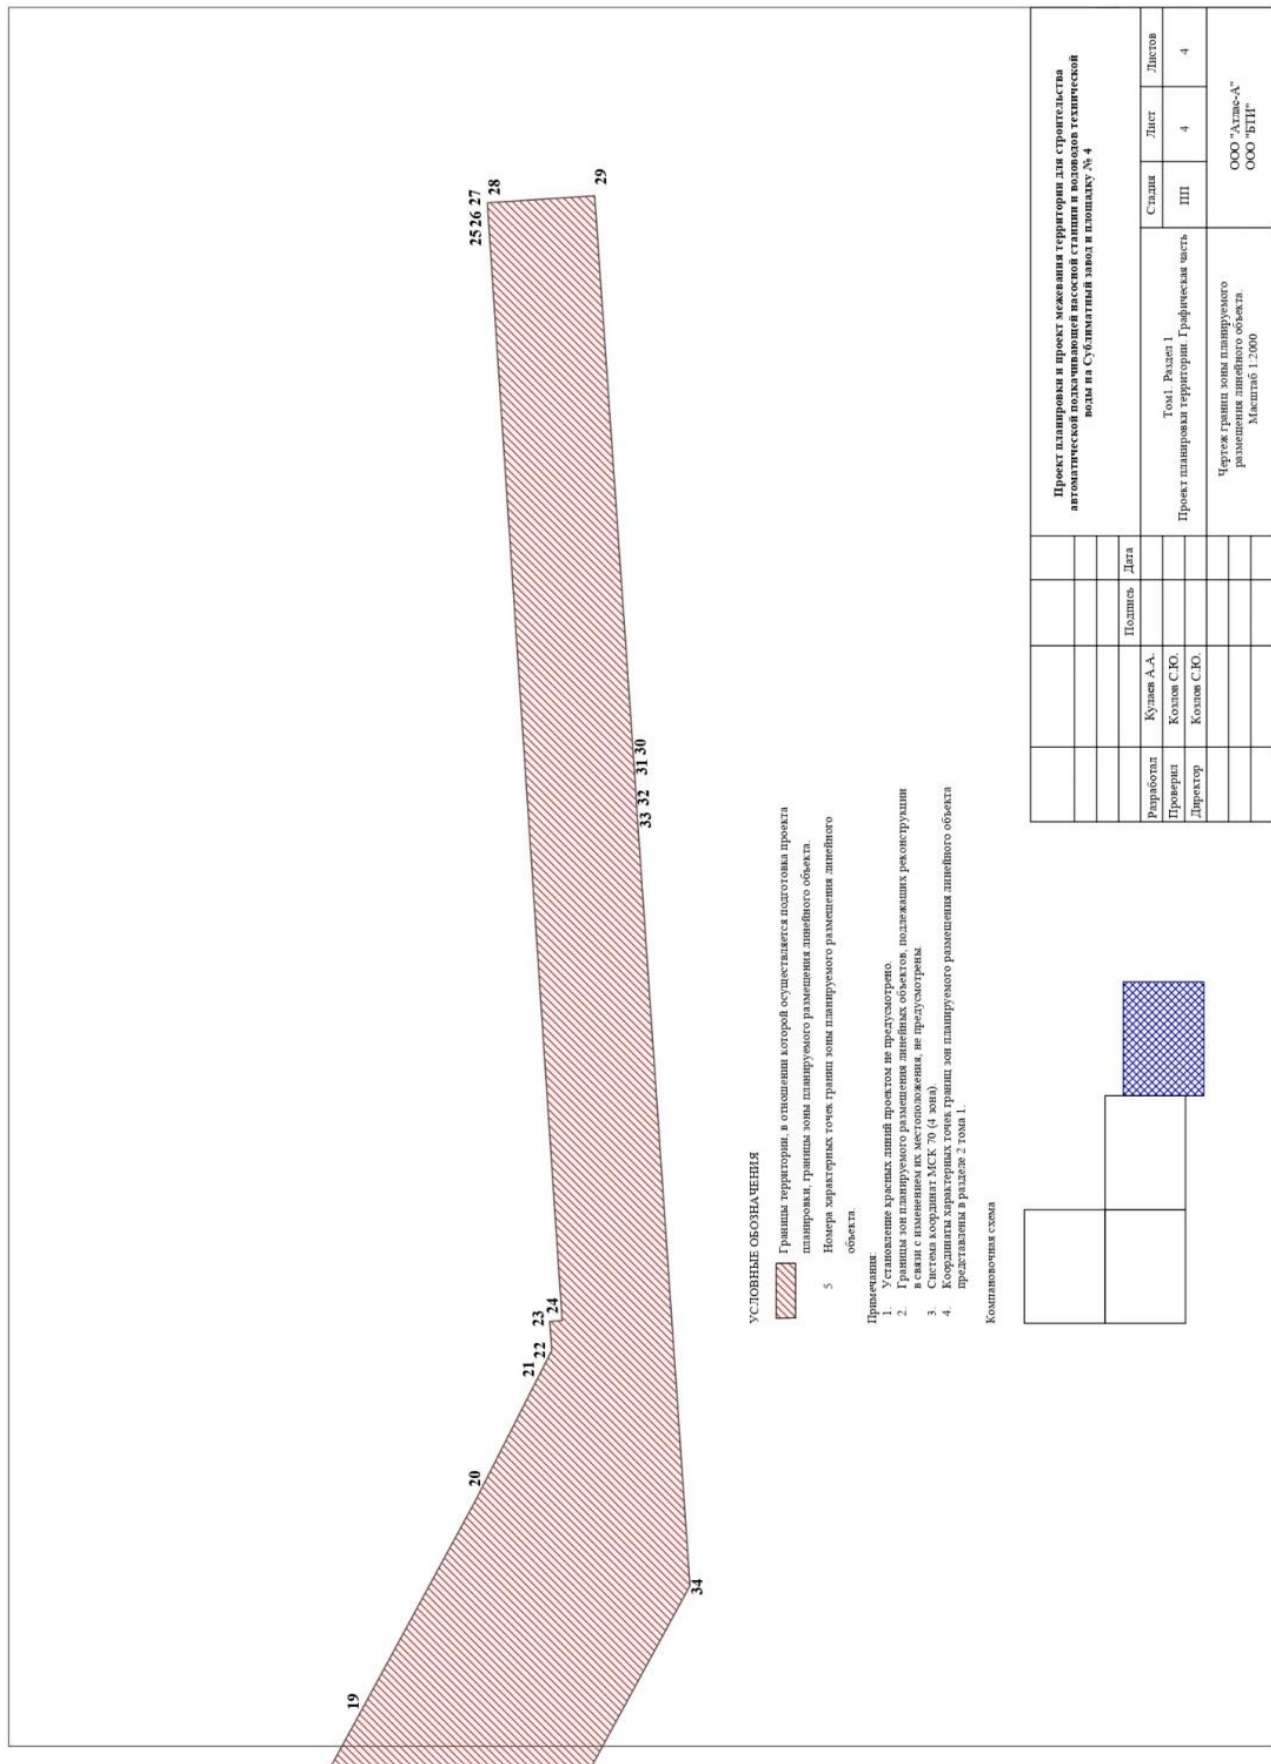 19
20
21
22
23
24
25 26 27
28
29
30
31
32
33
34
УСЛОВНЫЕ ОБОЗНАЧЕНИЯ
Границы территории, в отношении которой осуществляется подготовка проекта
планировки, границы зоны планируемого размещения линейного объекта.
5 Номера характерных точек границ зоны планируемого размещения линейного
объекта.
Примечания:
1. Установление красных линий проектом не предусмотрено.
2. Границы зон планируемого размещения линейных объектов, подлежащих реконструкции
в связи с изменением их местоположения, не предусмотрены.
3. Система координат МСК 70 (4 зона).
4. Координаты характерных точек границ зон планируемого размещения линейного объекта
представлены в разделе 2 тома 1.
Компановочная схема
Проект планировки и проект межевания территории для строительства
автоматической подкачивающей насосной станции и водоводов технической
воды на Сублиматный завод и площадку № 4
Подпись Дата
Разработал Кулаев А.А.
Проверил Козлов С.Ю.
Директор Козлов С.Ю.
Том1. Раздел 1
Проект планировки территории. Графическая часть
Стадия Лист Листов
ПП 4 4
Чертеж границ зоны планируемого
размещения линейного объекта.
Масштаб 1:2000
ООО "Атлас-А"
ООО "БТИ"